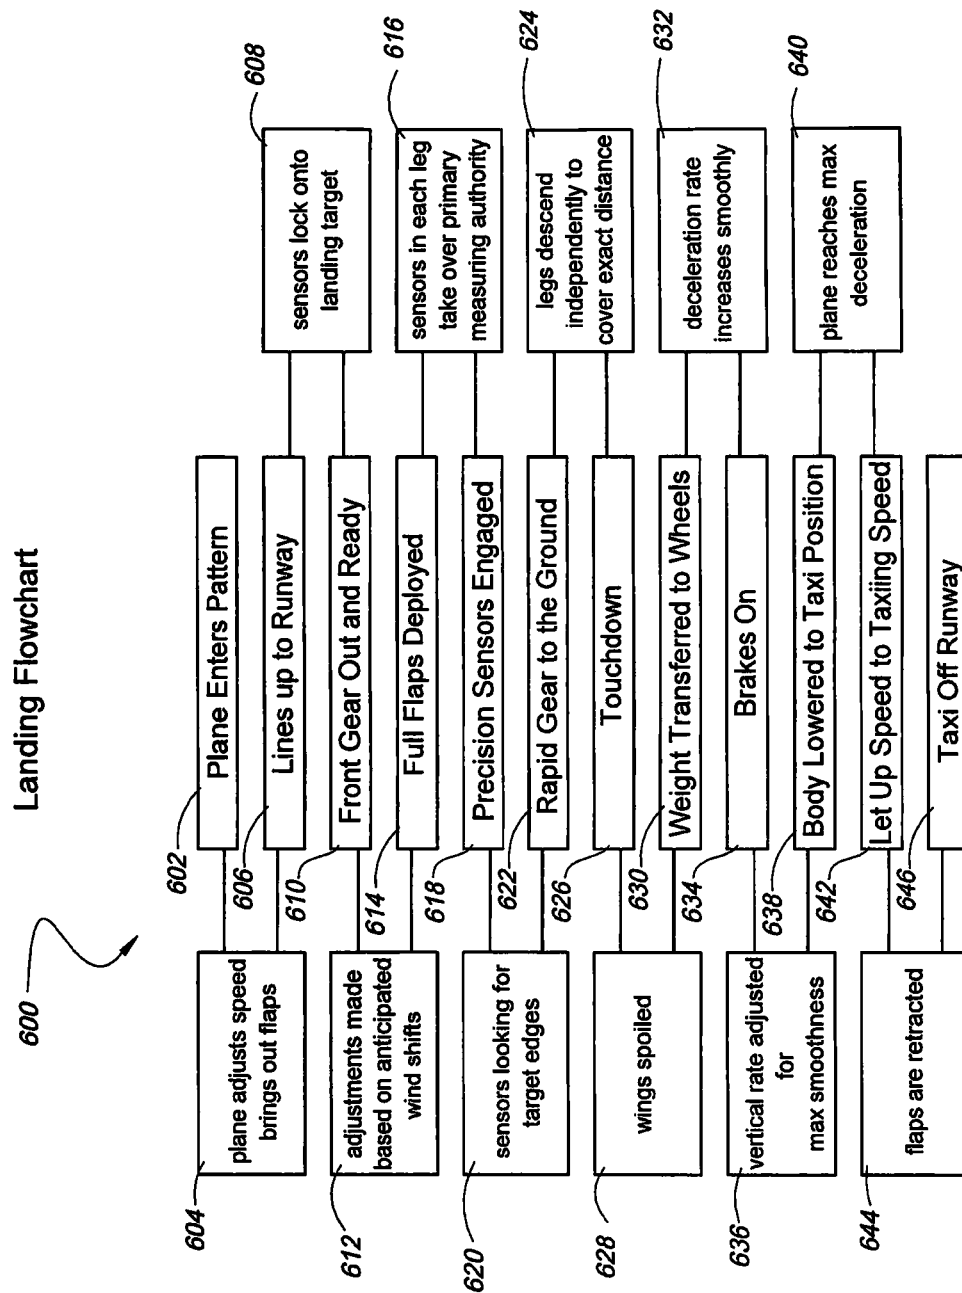 Landing Flowchart
600
602
Plane Enters Pattern
604
plane adjusts speed
brings out flaps
606
Lines up to Runway
608
sensors lock onto
landing target
610
Front Gear Out and Ready
612
adjustments made
based on anticipated
wind shifts
614
Full Flaps Deployed
616
sensors in each leg
take over primary
measuring authority
618
Precision Sensors Engaged
620
sensors looking for
target edges
622
Rapid Gear to the Ground
624
legs descend
independently to
cover exact distance
626
Touchdown
628
wings spoiled
630
Weight Transferred to Wheels
632
deceleration rate
increases smoothly
634
Brakes On
636
vertical rate adjusted
for
max smoothness
638
Body Lowered to Taxi Position
640
plane reaches max
deceleration
642
Let Up Speed to Taxiing Speed
644
flaps are retracted
646
Taxi Off Runway